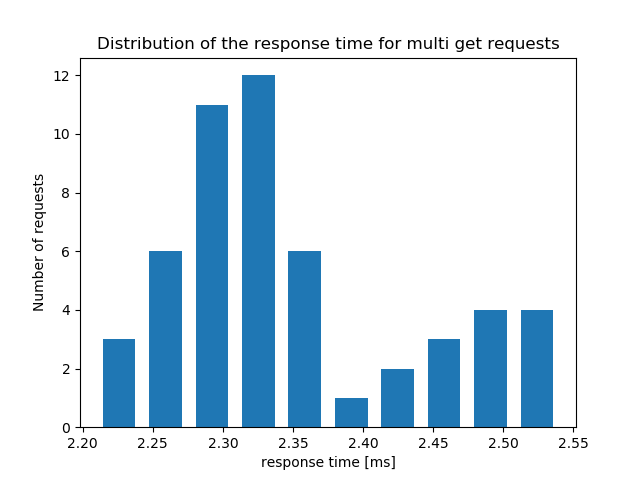 Distribution of the response time for multi get requests
12
10
8
6
4
2
0
Number of requests
2.20 2.25 2.30 2.35 2.40 2.45 2.50 2.55
response time [ms]